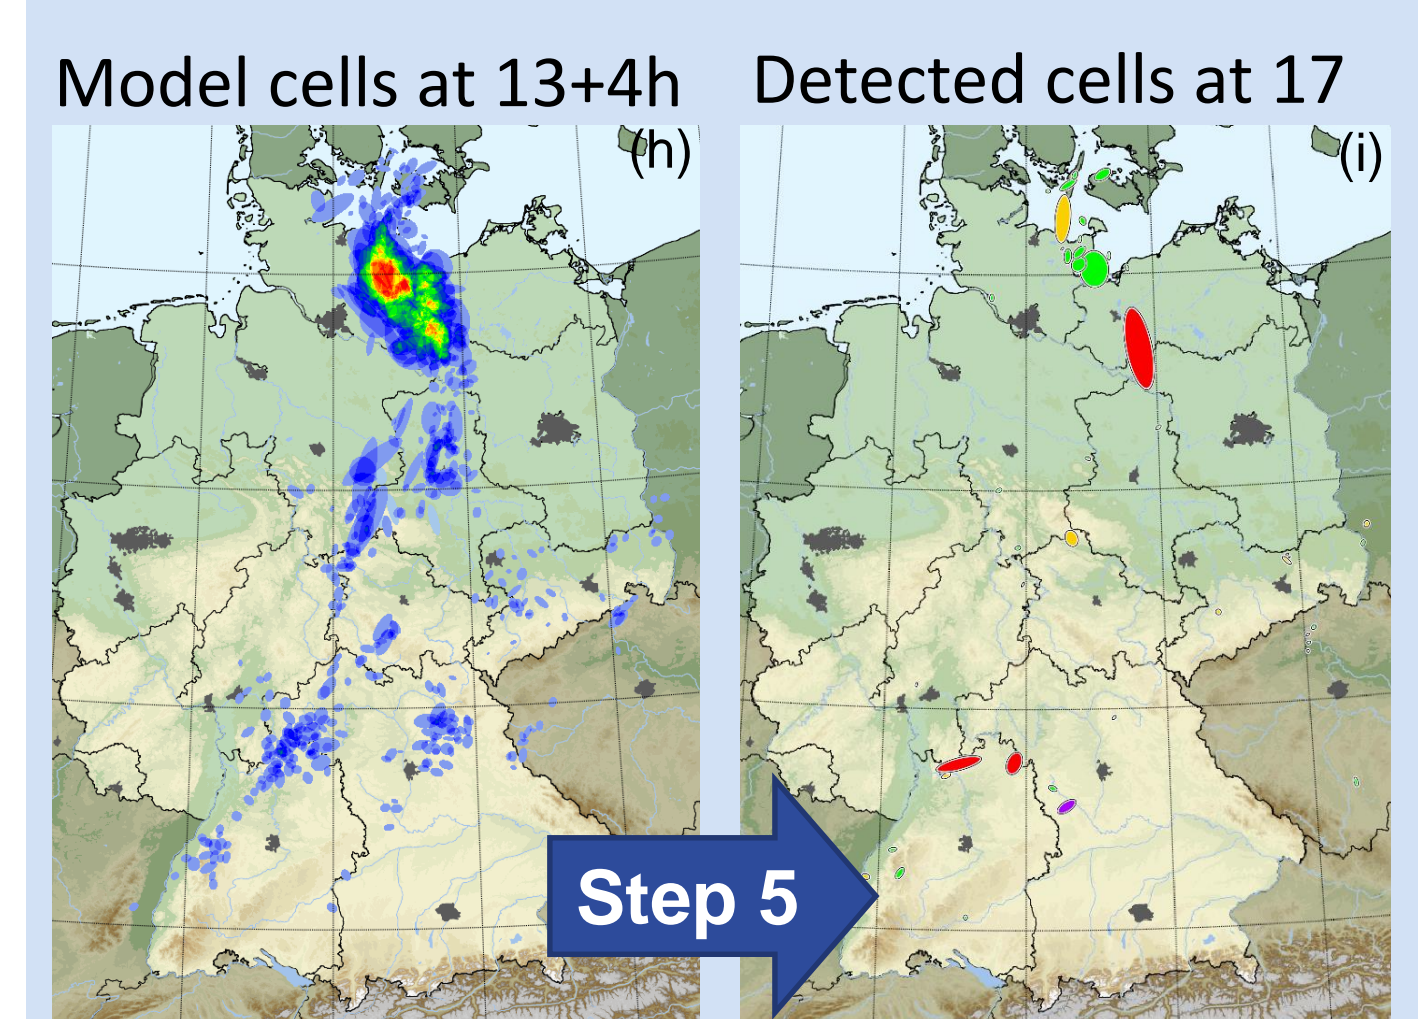 Model cells at 13+4h
Detected cells at 17
(h)
(i)
Step 5